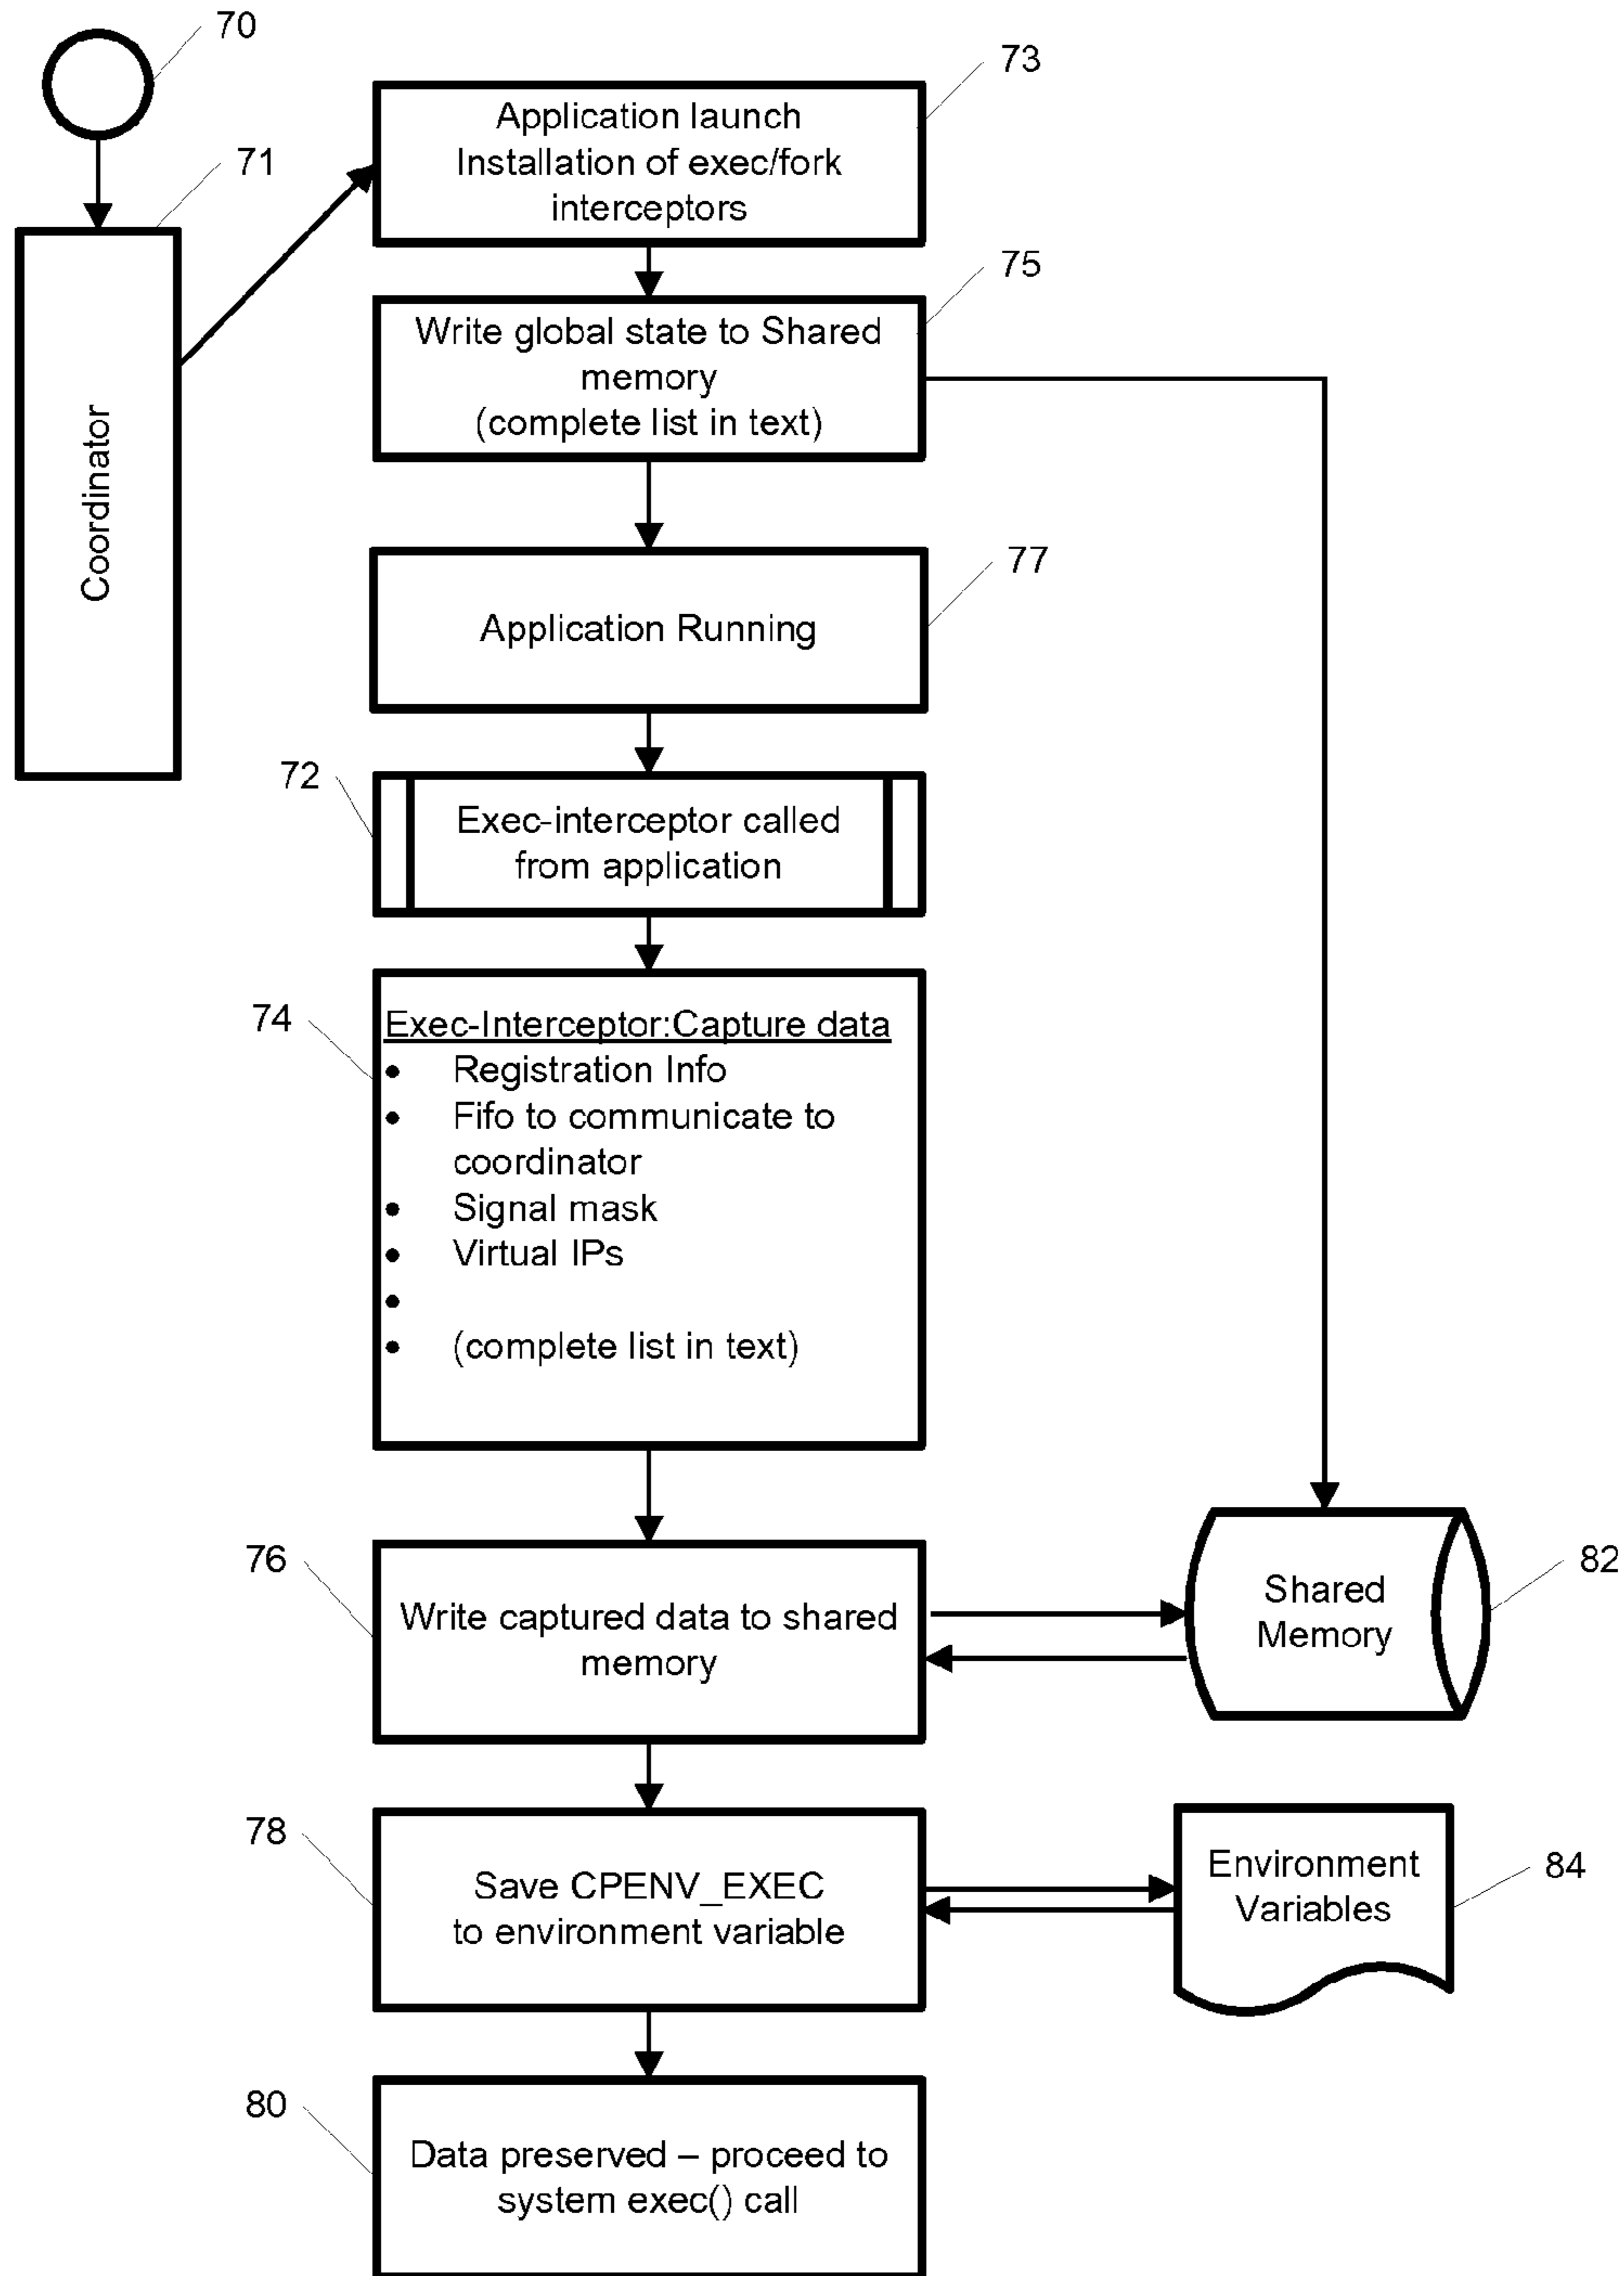 70
73
Application launch
Installation of exec/fork
interceptors
71
Coordinator
75
Write global state to Shared
memory
(complete list in text)
77
Application Running
72
Exec-interceptor called
from application
74
Exec-Interceptor:Capture data
• Registration Info
• Fifo to communicate to
coordinator
• Signal mask
• Virtual IPs
•
• (complete list in text)
76
Write captured data to shared
memory
Shared
Memory
82
78
Save CPENV_EXEC
to environment variable
Environment
Variables
84
80
Data preserved – proceed to
system exec() call